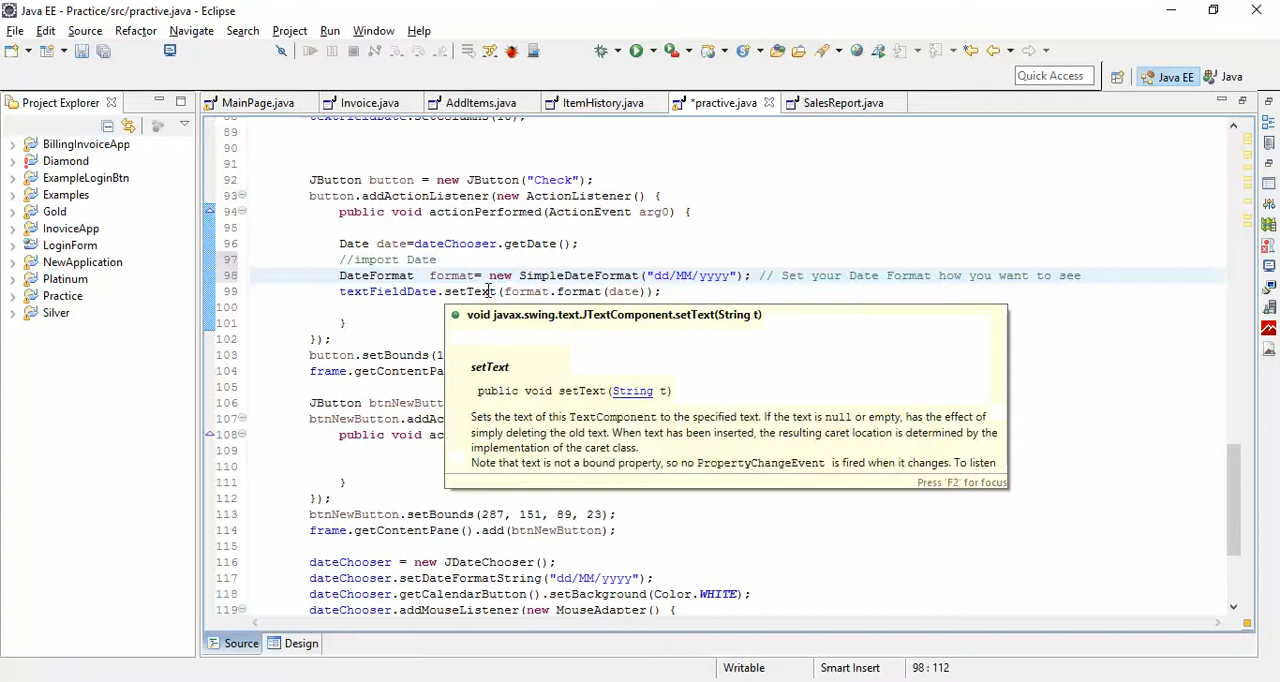 Java EE - Practice/src/practive.java - Eclipse
File Edit Source Refactor Navigate Search Project Run Window Help
Quick Access Java EE Java
Project Explorer MainPage.java Invoice.java AddItems.java ItemHistory.java *practive.java SalesReport.java
BillingInvoiceApp
Diamond
ExampleLoginBtn
Examples
Gold
InoviceApp
LoginForm
NewApplication
Platinum
Practice
Silver
88 textFieldDate.setColumns(10);
89
90
91
92 JButton button = new JButton("Check");
93 button.addActionListener(new ActionListener() {
94 public void actionPerformed(ActionEvent arg0) {
95
96 Date date=dateChooser.getDate();
97 //import Date
98 DateFormat format= new SimpleDateFormat("dd/MM/yyyy"); // Set your Date Format how you want to see
99 textFieldDate.setText(format.format(date));
100
101 }
102 });
103 button.setBounds(1
104 frame.getContentPa
105
106 JButton btnNewButt
107 btnNewButton.addAc
108 public void ac
109
110
111 }
112 });
113 btnNewButton.setBounds(287, 151, 89, 23);
114 frame.getContentPane().add(btnNewButton);
115
116 dateChooser = new JDateChooser();
117 dateChooser.setDateFormatString("dd/MM/yyyy");
118 dateChooser.getCalendarButton().setBackground(Color.WHITE);
119 dateChooser.addMouseListener(new MouseAdapter() {
void javax.swing.text.JTextComponent.setText(String t)
setText
public void setText(String t)
Sets the text of this TextComponent to the specified text. If the text is null or empty, has the effect of
simply deleting the old text. When text has been inserted, the resulting caret location is determined by the
implementation of the caret class.
Note that text is not a bound property, so no PropertyChangeEvent is fired when it changes. To listen
Press 'F2' for focus
Source Design
Writable Smart Insert 98 : 112